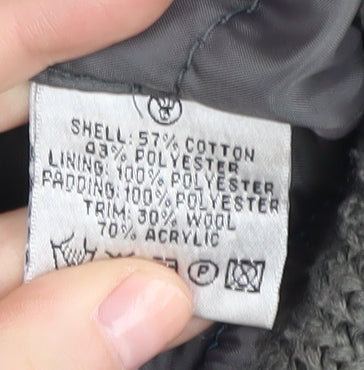 SHELL: 57% COTTON
43% POLYESTER
LINING: 100% POLYESTER
PADDING: 100% POLYESTER
TRIM: 30% WOOL
70% ACRYLIC
P